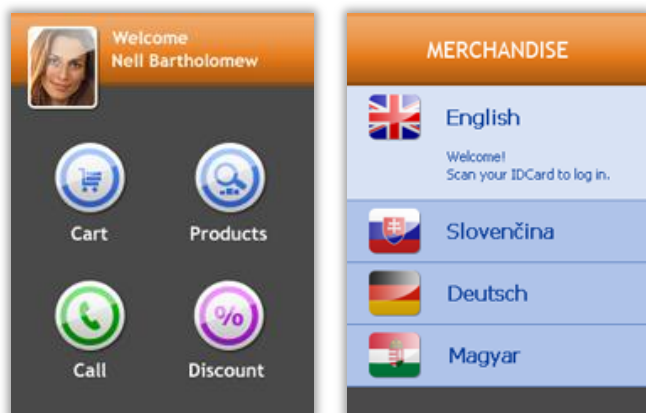 Welcome
Nell Bartholomew
Cart
Products
Call
%
Discount
MERCHANDISE
English
Welcome!
Scan your IDCard to log in.
Slovenčina
Deutsch
Magyar